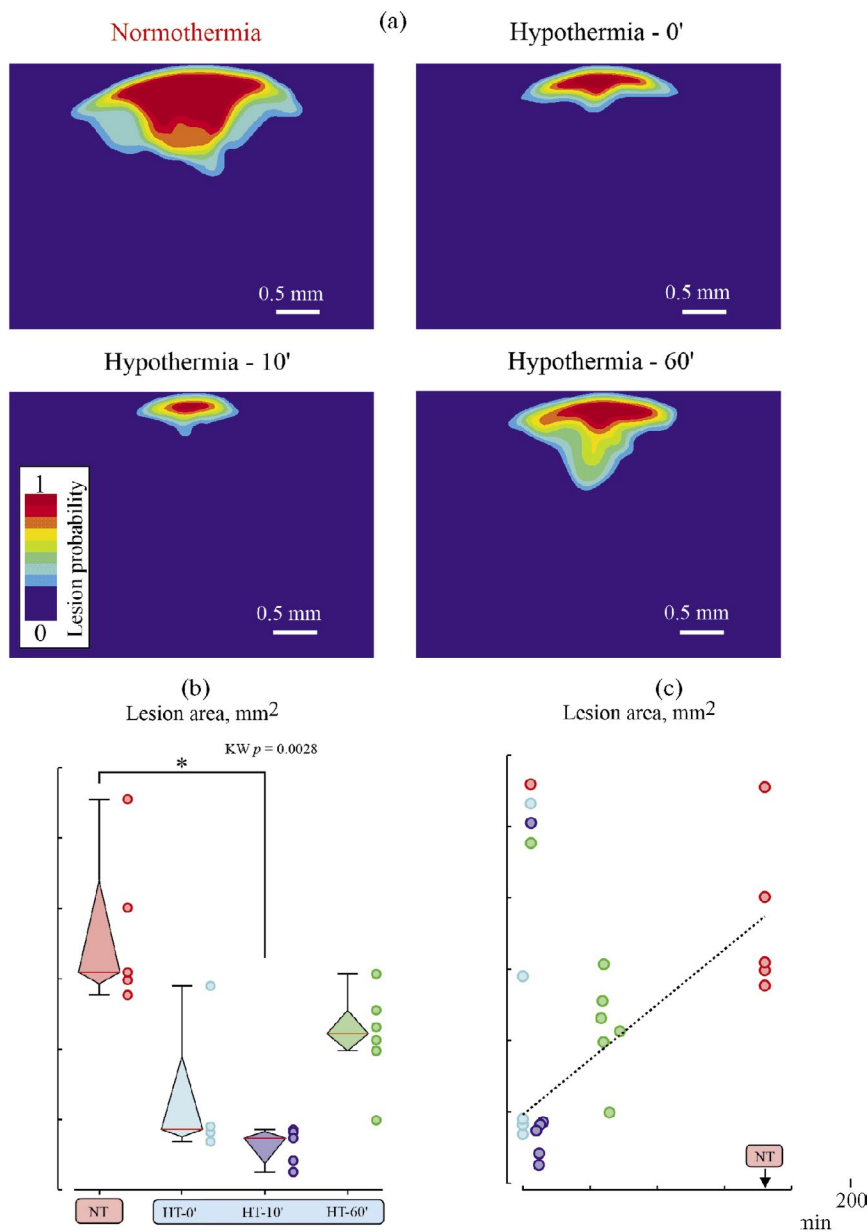 (a)
Normothermia
Hypothermia - 0'
0.5 mm
0.5 mm
Hypothermia - 10'
Hypothermia - 60'
1
Lesion probability
0
0.5 mm
0.5 mm
(b)
Lesion area, mm2
KW p = 0.0028
*
NT
HT-0'
HT-10'
HT-60'
(c)
Lesion area, mm2
NT
200
min